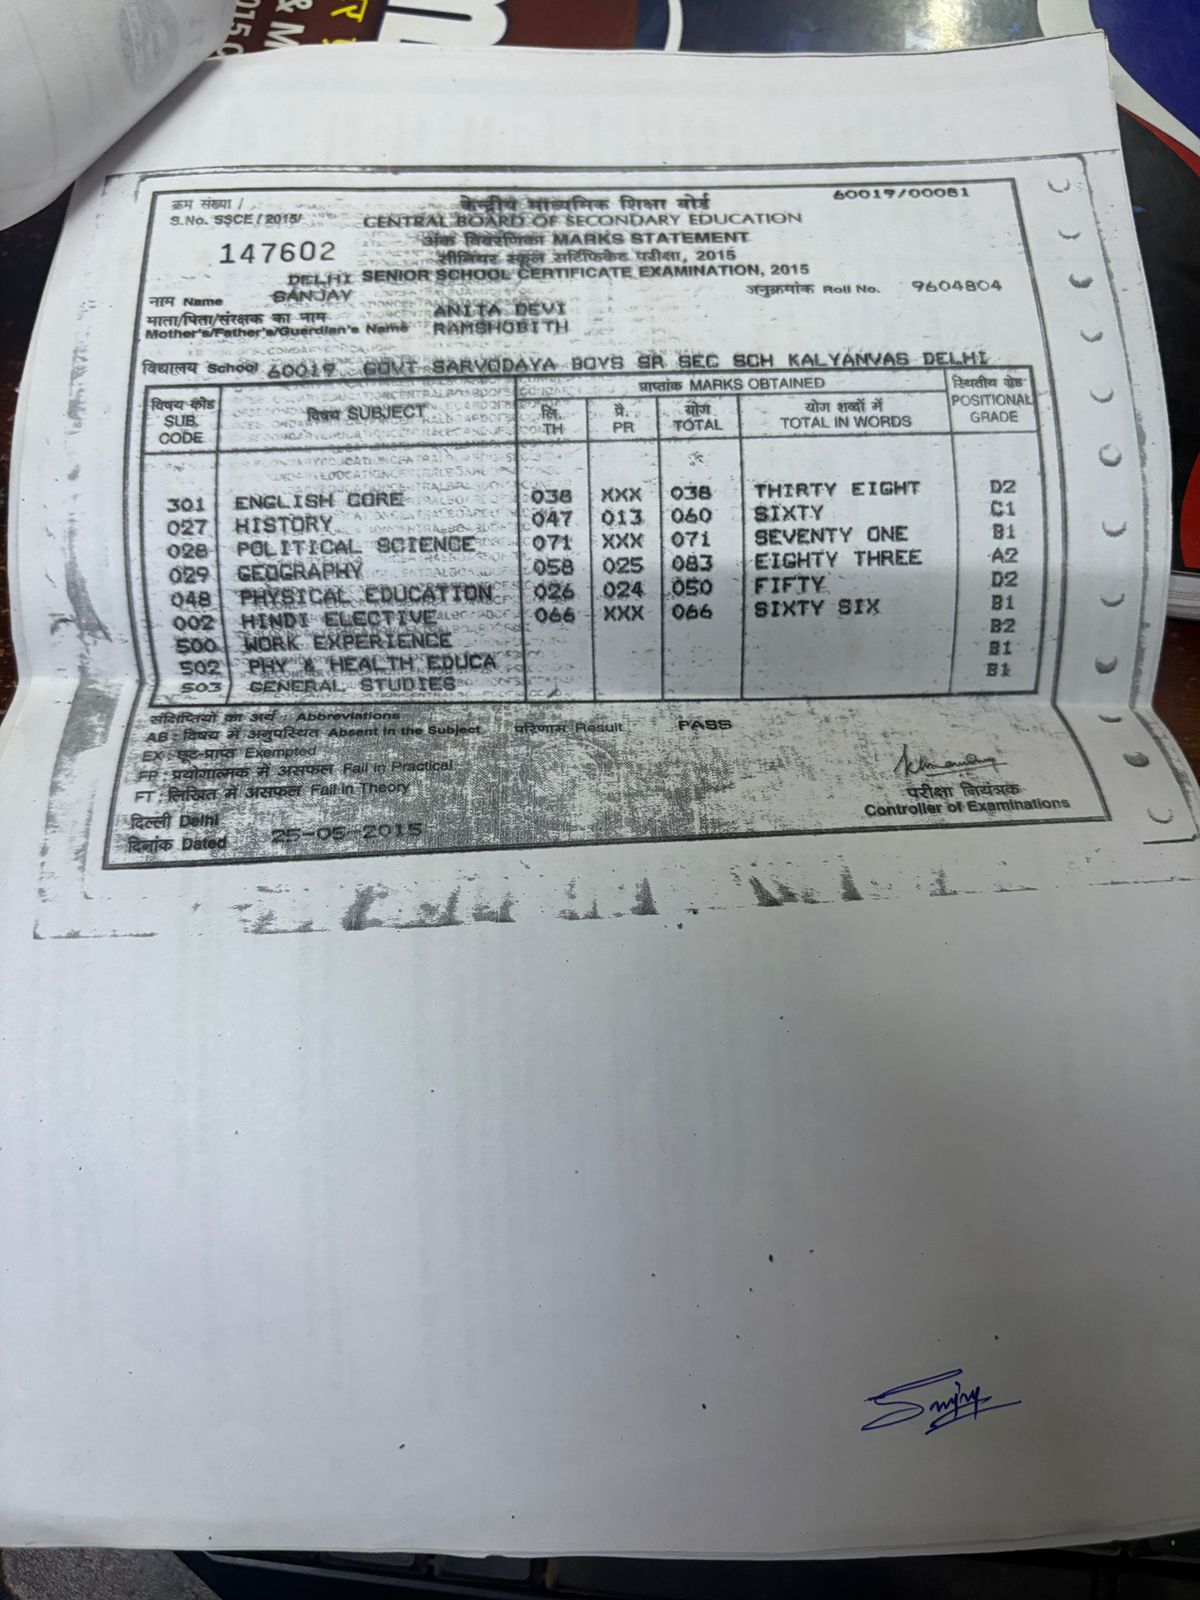 क्रम संख्या / 60019/00081
S.No. SSCE / 2015/
केन्द्रीय माध्यमिक शिक्षा बोर्ड
CENTRAL BOARD OF SECONDARY EDUCATION
147602
अंक विवरणिका MARKS STATEMENT
सीनियर स्कूल सर्टिफिकेट परीक्षा, 2015
DELHI SENIOR SCHOOL CERTIFICATE EXAMINATION, 2015
नाम Name SANJAY अनुक्रमांक Roll No. 9604804
माता/पिता/संरक्षक का नाम ANITA DEVI
Mother's/Father's/Guardian's Name RAMSHOBITH
विद्यालय School 60019 GOVT SARVODAYA BOYS SR SEC SCH KALYANVAS DELHI
विषय कोड SUB. CODE विषय SUBJECT प्राप्तांक MARKS OBTAINED स्थितीय ग्रेड POSITIONAL GRADE
लि. TH प्रै. PR योग TOTAL योग शब्दों में TOTAL IN WORDS
301 ENGLISH CORE 038 XXX 038 THIRTY EIGHT D2
027 HISTORY 047 013 060 SIXTY C1
028 POLITICAL SCIENCE 071 XXX 071 SEVENTY ONE B1
029 GEOGRAPHY 058 025 083 EIGHTY THREE A2
048 PHYSICAL EDUCATION 026 024 050 FIFTY D2
002 HINDI ELECTIVE 066 XXX 066 SIXTY SIX B1
500 WORK EXPERIENCE B2
502 PHY & HEALTH EDUCA B1
503 GENERAL STUDIES B1
संक्षिप्तियों का अर्थ : Abbreviations
AB : विषय में अनुपस्थित Absent in the Subject परिणाम Result PASS
EX : छूट-प्राप्त Exempted
FP : प्रयोगात्मक में असफल Fail in Practical
FT : लिखित में असफल Fail in Theory
दिल्ली Delhi
दिनांक Dated 25-05-2015
परीक्षा नियंत्रक
Controller of Examinations